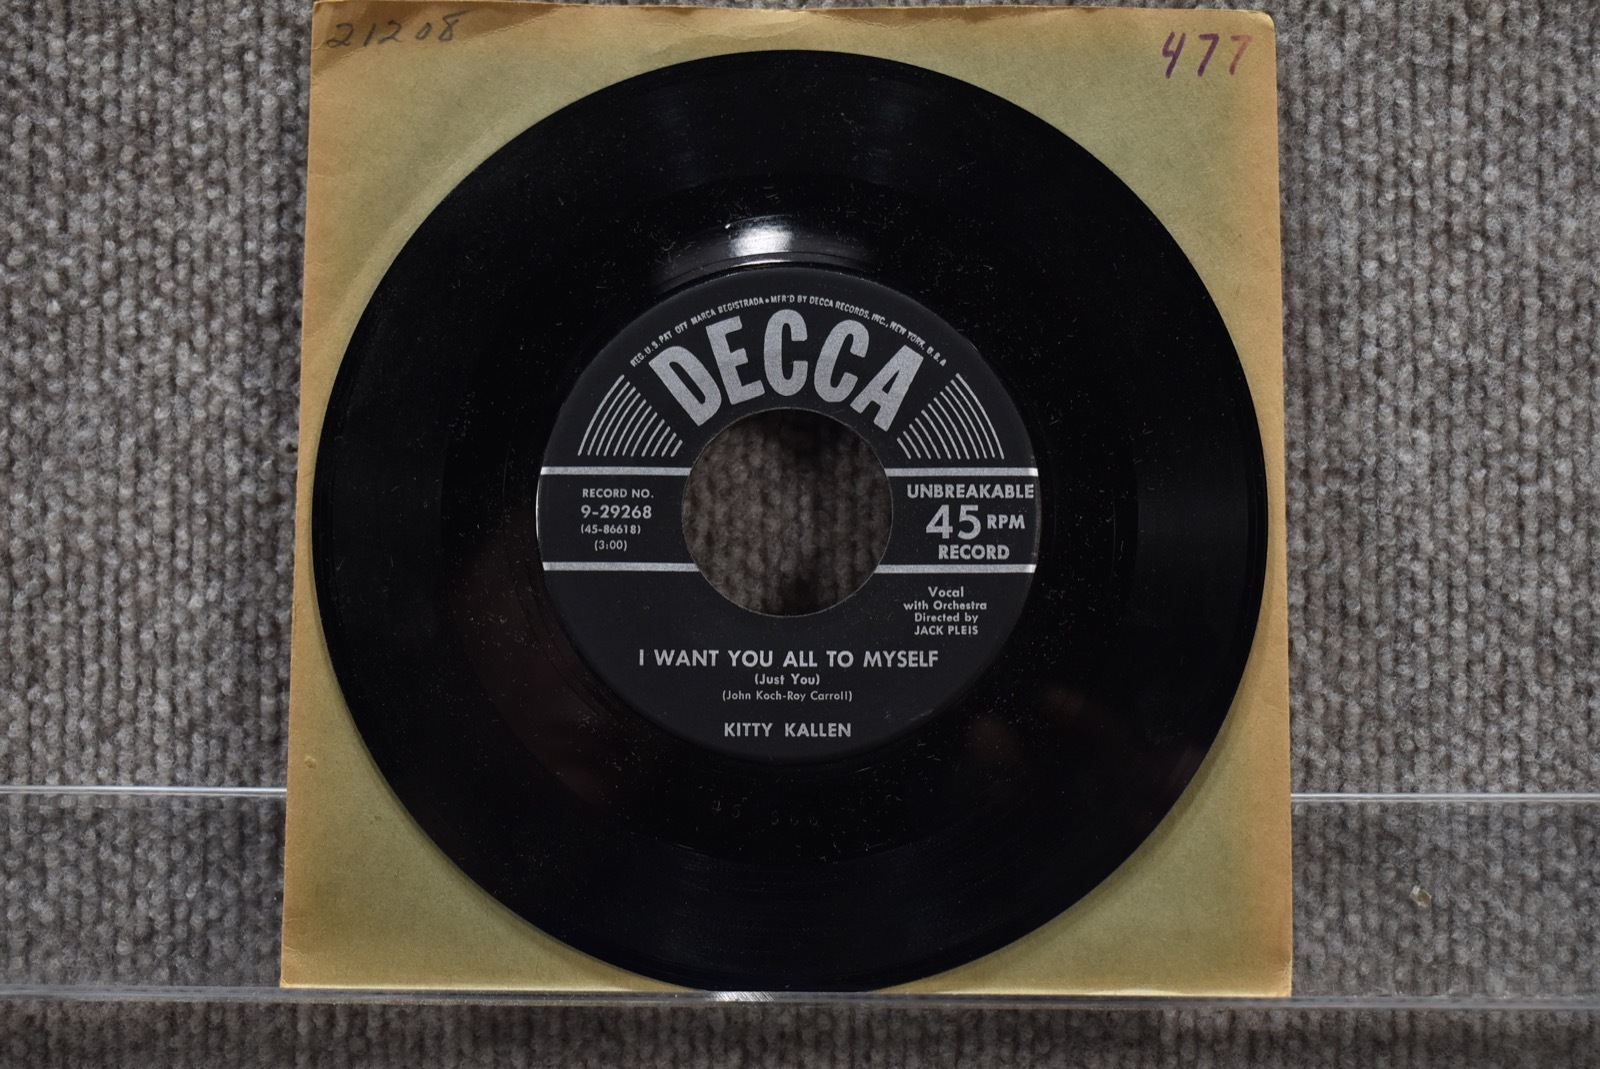 21208
477
REG. U.S. PAT. OFF. MARCA REGISTRADA • MFR'D BY DECCA RECORDS, INC., NEW YORK, U.S.A.
DECCA
RECORD NO.
9-29268
(45-86618)
(3:00)
UNBREAKABLE
45 RPM
RECORD
Vocal
with Orchestra
Directed by
JACK PLEIS
I WANT YOU ALL TO MYSELF
(Just You)
(John Koch-Ray Carroll)
KITTY KALLEN